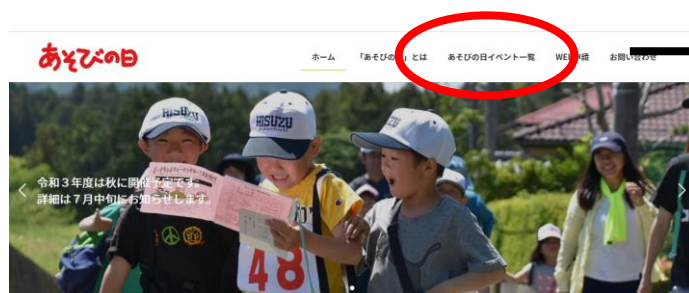 あそびの日
ホーム 「あそびの日」とは あそびの日イベント一覧 WEB申請 お問い合わせ
令和３年度は秋に開催予定です。
詳細は７月中旬にお知らせします。
HISUZU
HISUZU
48